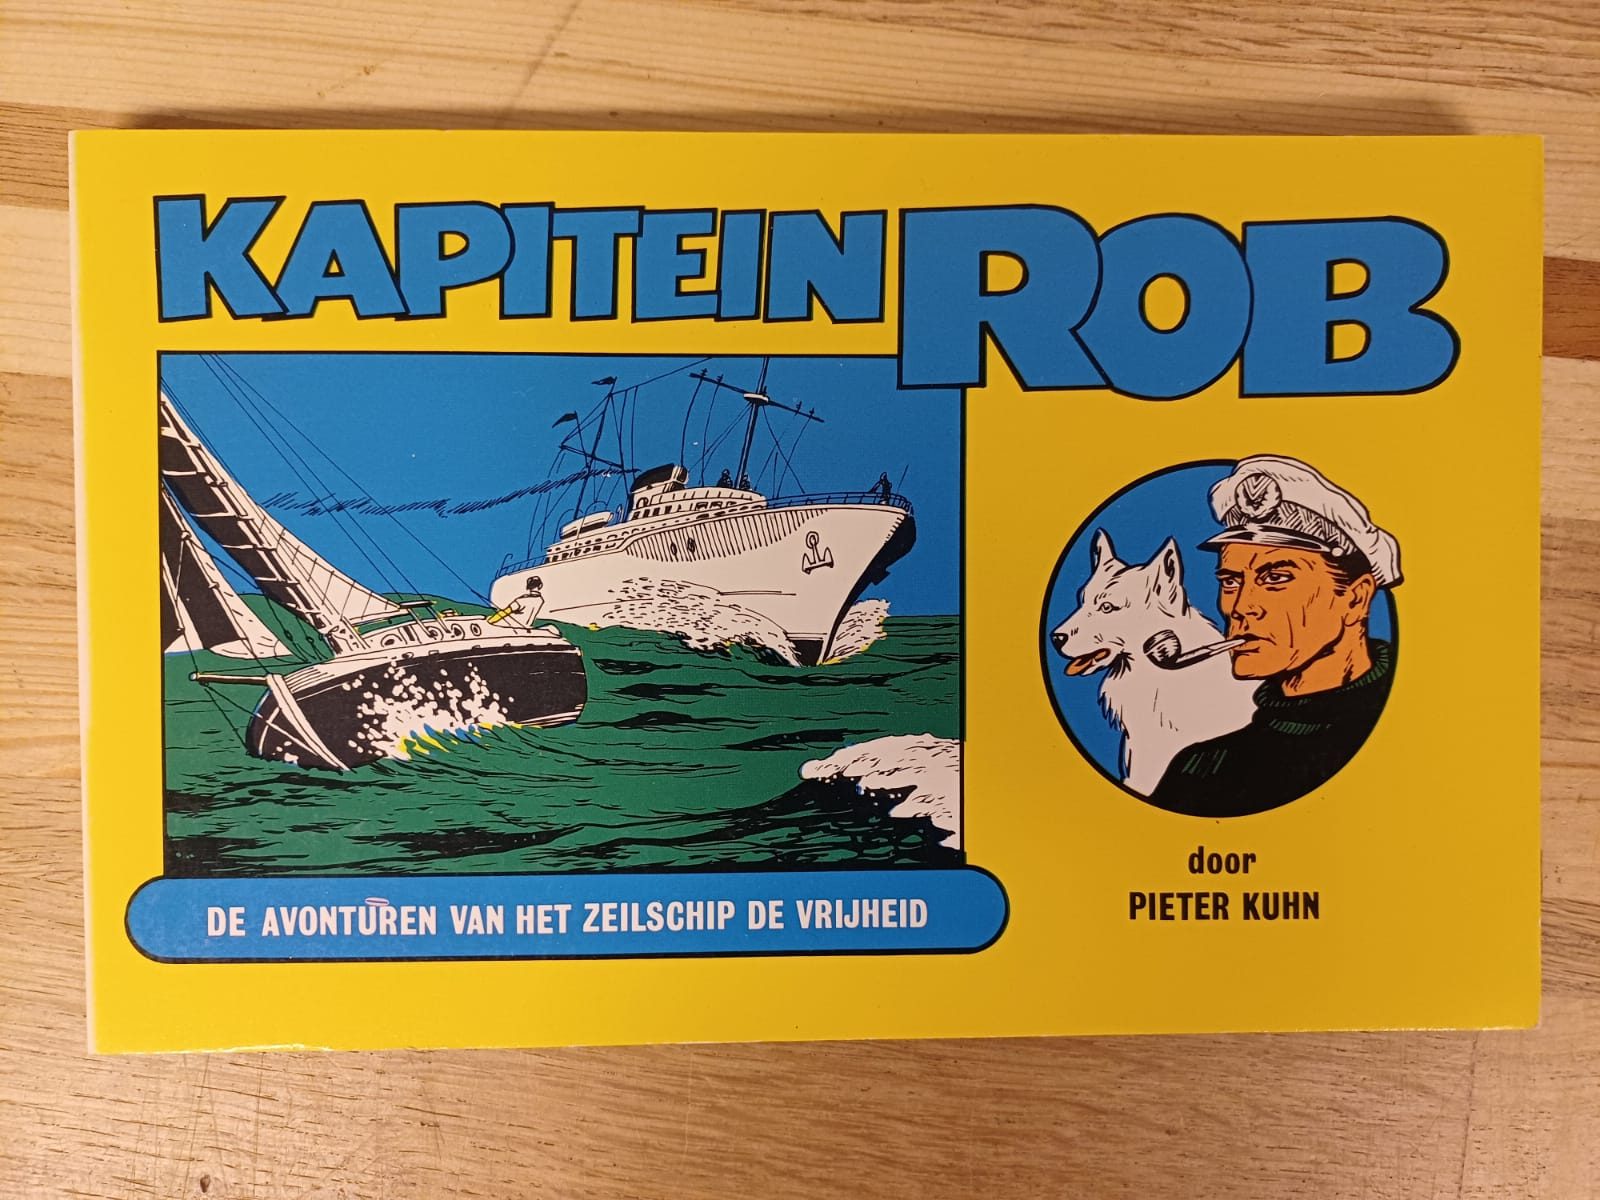 KAPITEIN ROB
DE AVONTUREN VAN HET ZEILSCHIP DE VRIJHEID
door
PIETER KUHN